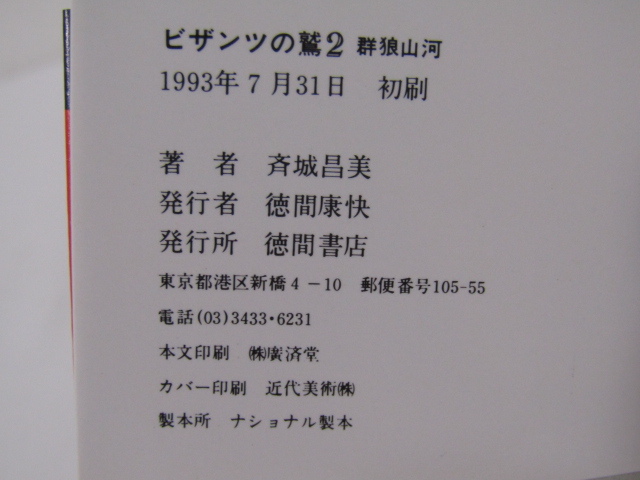 ビザンツの鷲2 群狼山河
1993年7月31日 初刷
著 者 斉城昌美
発行者 徳間康快
発行所 徳間書店
東京都港区新橋4-10 郵便番号105-55
電話(03)3433・6231
本文印刷 ㈱廣済堂
カバー印刷 近代美術㈱
製本所 ナショナル製本